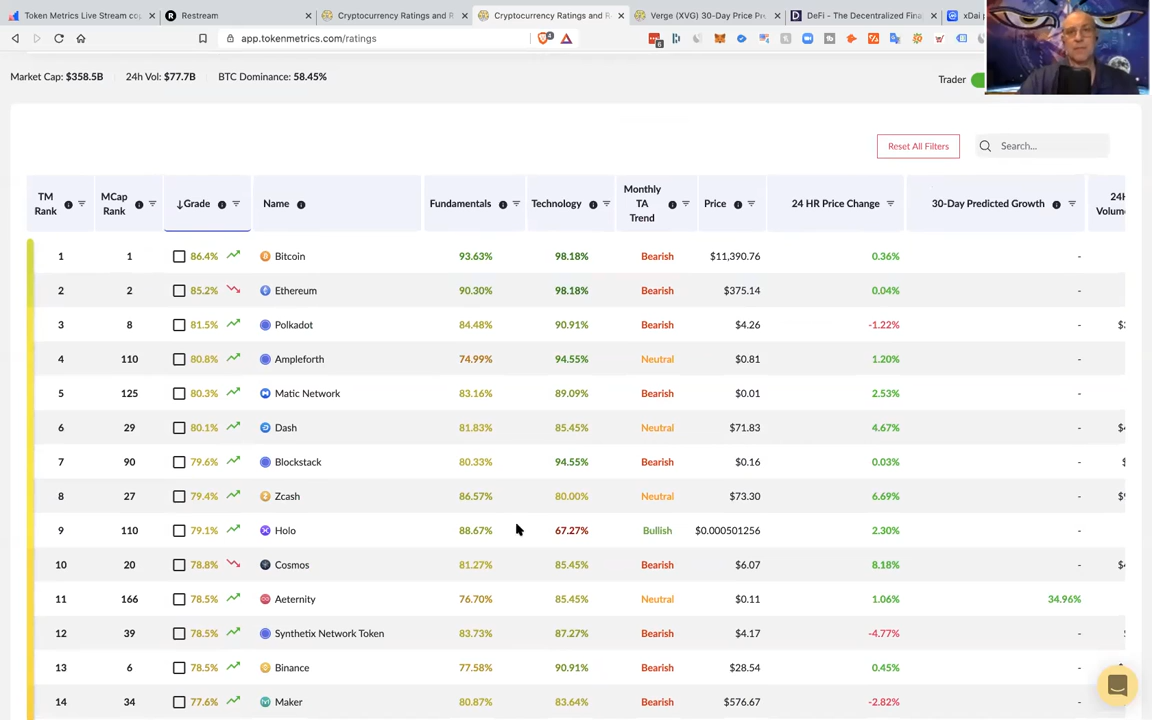 Token Metrics Live Stream co
Restream
Cryptocurrency Ratings and R
Cryptocurrency Ratings and R
Verge (XVG) 30-Day Price Pr
DeFi - The Decentralized Fina
xDai p
app.tokenmetrics.com/ratings
4
6
Market Cap: $358.5B 24h Vol: $77.7B BTC Dominance: 58.45%
Trader
Reset All Filters
Search...
TM Rank MCap Rank ↓Grade Name Fundamentals Technology Monthly TA Trend Price 24 HR Price Change 30-Day Predicted Growth 24H Volum
1 1 86.4% Bitcoin 93.63% 98.18% Bearish $11,390.76 0.36% -
2 2 85.2% Ethereum 90.30% 98.18% Bearish $375.14 0.04% -
3 8 81.5% Polkadot 84.48% 90.91% Bearish $4.26 -1.22% -
4 110 80.8% Ampleforth 74.99% 94.55% Neutral $0.81 1.20% -
5 125 80.3% Matic Network 83.16% 89.09% Bearish $0.01 2.53% -
6 29 80.1% Dash 81.83% 85.45% Neutral $71.83 4.67% -
7 90 79.6% Blockstack 80.33% 94.55% Bearish $0.16 0.03% - $
8 27 79.4% Zcash 86.57% 80.00% Neutral $73.30 6.69% -
9 110 79.1% Holo 88.67% 67.27% Bullish $0.000501256 2.30% -
10 20 78.8% Cosmos 81.27% 85.45% Bearish $6.07 8.18% -
11 166 78.5% Aeternity 76.70% 85.45% Neutral $0.11 1.06% 34.96%
12 39 78.5% Synthetix Network Token 83.73% 87.27% Bearish $4.17 -4.77% -
13 6 78.5% Binance 77.58% 90.91% Bearish $28.54 0.45% -
14 34 77.6% Maker 80.87% 83.64% Bearish $576.67 -2.82% -